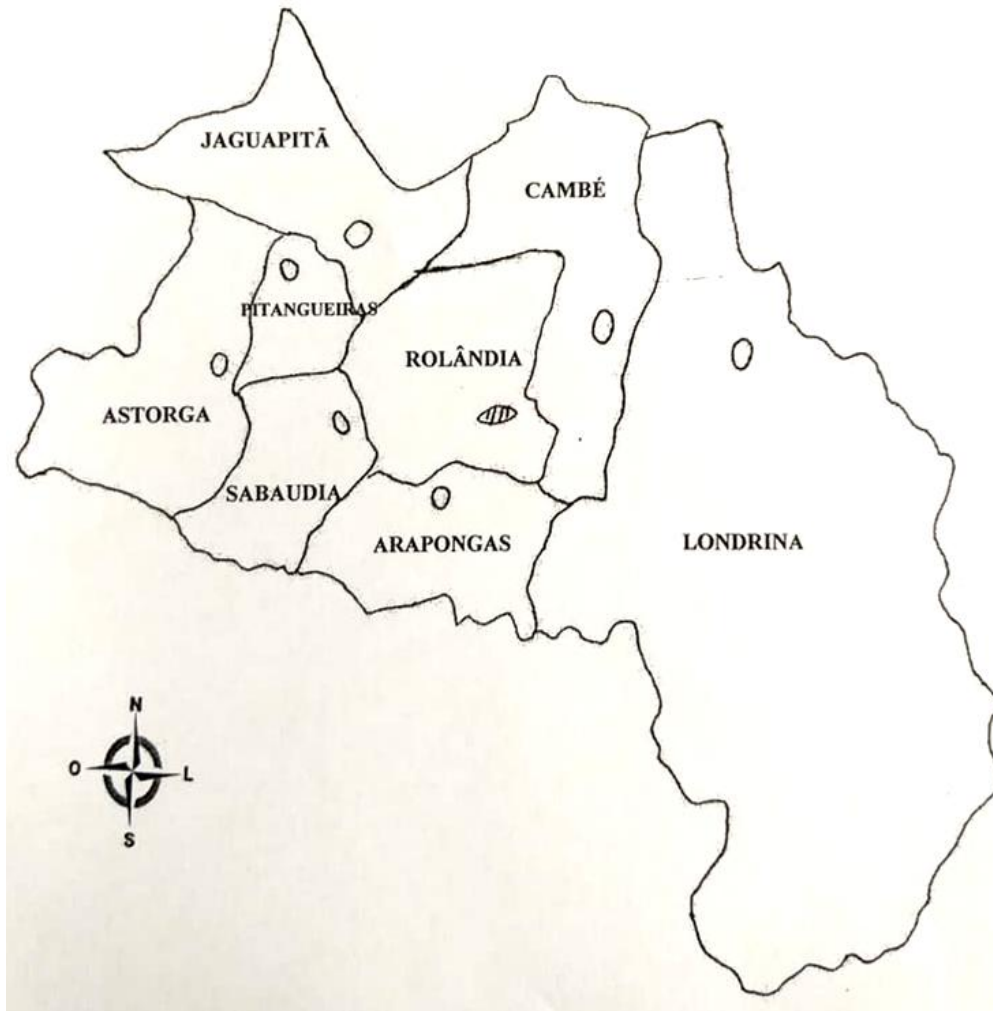 JAGUAPITÃ
CAMBÉ
PITANGUEIRAS
ROLÂNDIA
ASTORGA
SABAUDIA
ARAPONGAS
LONDRINA
N
O
L
S